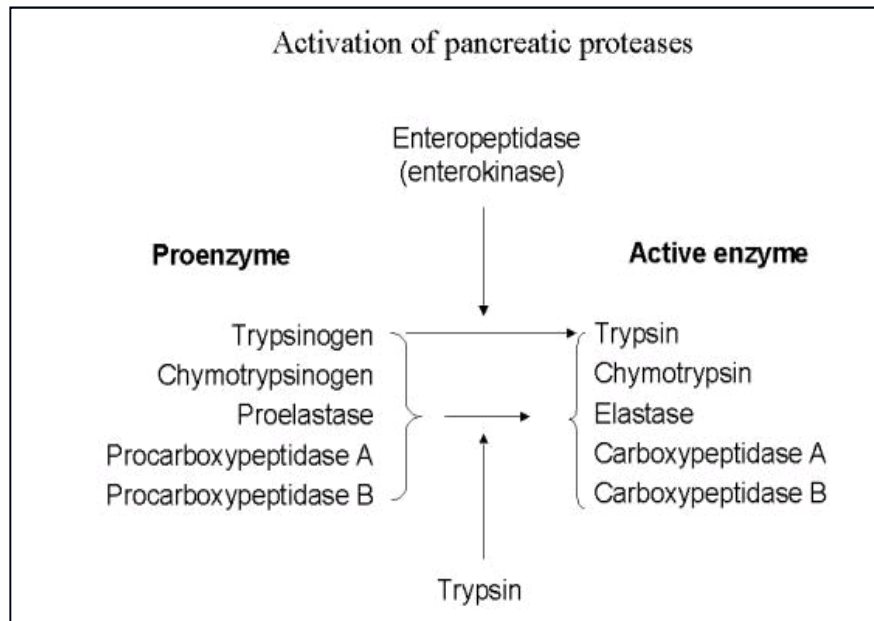 Activation of pancreatic proteases
Enteropeptidase
(enterokinase)
Proenzyme
Active enzyme
Trypsinogen
Trypsin
Chymotrypsinogen
Chymotrypsin
Proelastase
Elastase
Procarboxypeptidase A
Carboxypeptidase A
Procarboxypeptidase B
Carboxypeptidase B
Trypsin